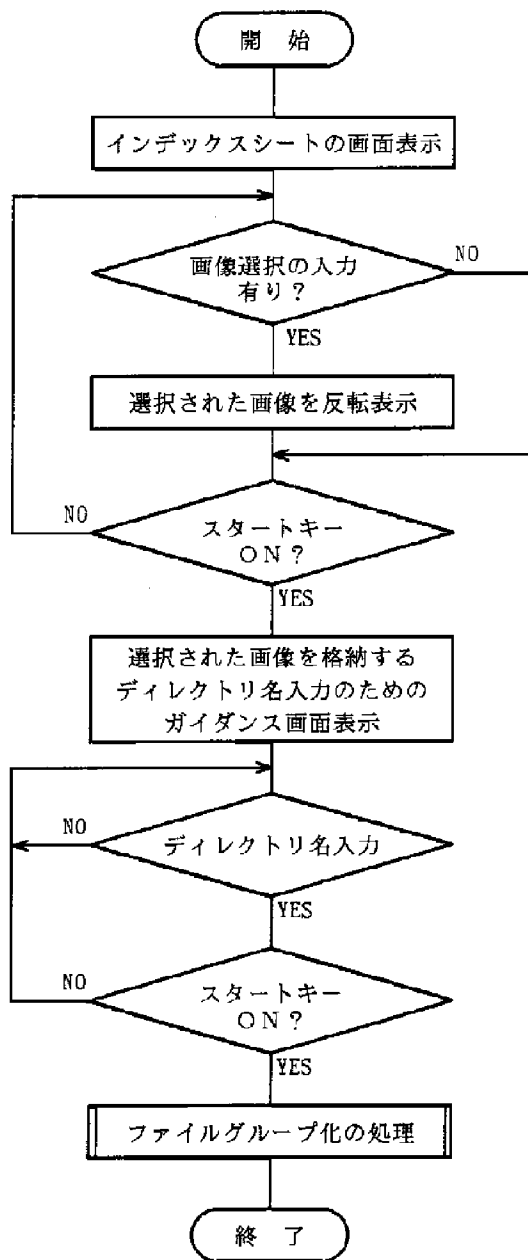 開 始
インデックスシートの画面表示
画像選択の入力
有り?
NO
YES
選択された画像を反転表示
スタートキー
ON?
NO
YES
選択された画像を格納する
ディレクトリ名入力のための
ガイダンス画面表示
NO
ディレクトリ名入力
YES
NO
スタートキー
ON?
YES
ファイルグループ化の処理
終 了